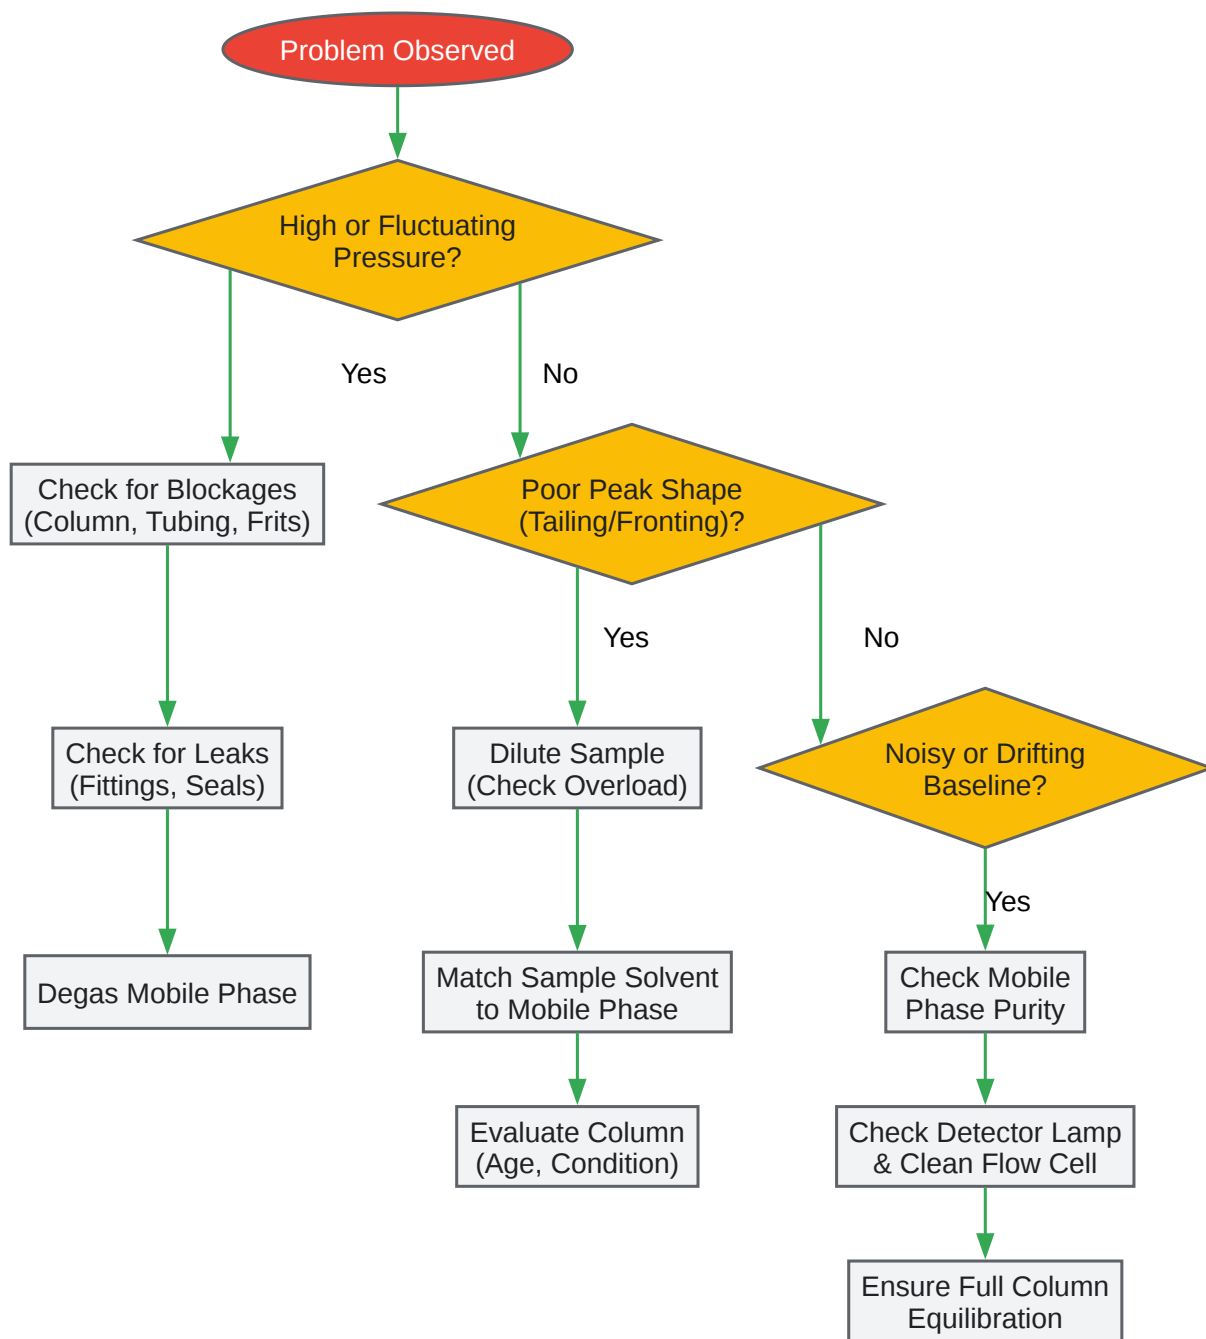 Problem Observed
High or Fluctuating
Pressure?
Yes
No
Check for Blockages
(Column, Tubing, Frits)
Poor Peak Shape
(Tailing/Fronting)?
Yes
No
Check for Leaks
(Fittings, Seals)
Dilute Sample
(Check Overload)
Noisy or Drifting
Baseline?
Yes
Degas Mobile Phase
Match Sample Solvent
to Mobile Phase
Check Mobile
Phase Purity
Evaluate Column
(Age, Condition)
Check Detector Lamp
& Clean Flow Cell
Ensure Full Column
Equilibration